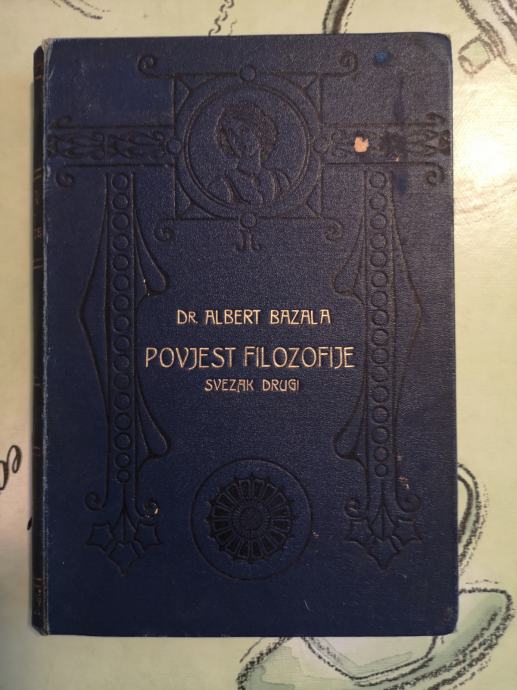 DR. ALBERT BAZALA
POVJEST FILOZOFIJE
SVEZAK DRUGI